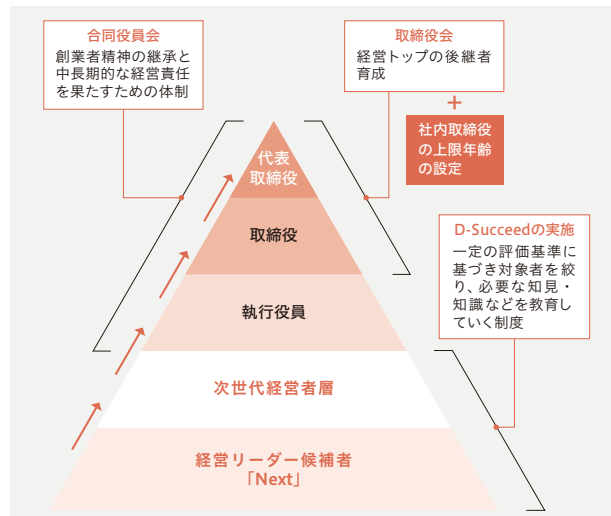 合同役員会
創業者精神の継承と
中長期的な経営責任
を果たすための体制
取締役会
経営トップの後継者
育成
+
社内取締役
の上限年齢
の設定
代表
取締役
取締役
執行役員
次世代経営者層
経営リーダー候補者
「Next」
D-Succeedの実施
一定の評価基準に
基づき対象者を絞
り、必要な知見・
知識などを教育し
ていく制度